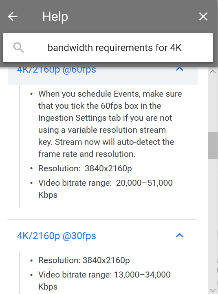 Help
bandwidth requirements for 4K
4K/2160p @60fps
• When you schedule Events, make sure
that you tick the 60fps box in the
Ingestion Settings tab if you are not
using a variable resolution stream
key. Stream now will auto-detect the
frame rate and resolution.
• Resolution: 3840x2160p
• Video bitrate range: 20,000–51,000
Kbps
4K/2160p @30fps
• Resolution: 3840x2160p
• Video bitrate range: 13,000–34,000
Kbps